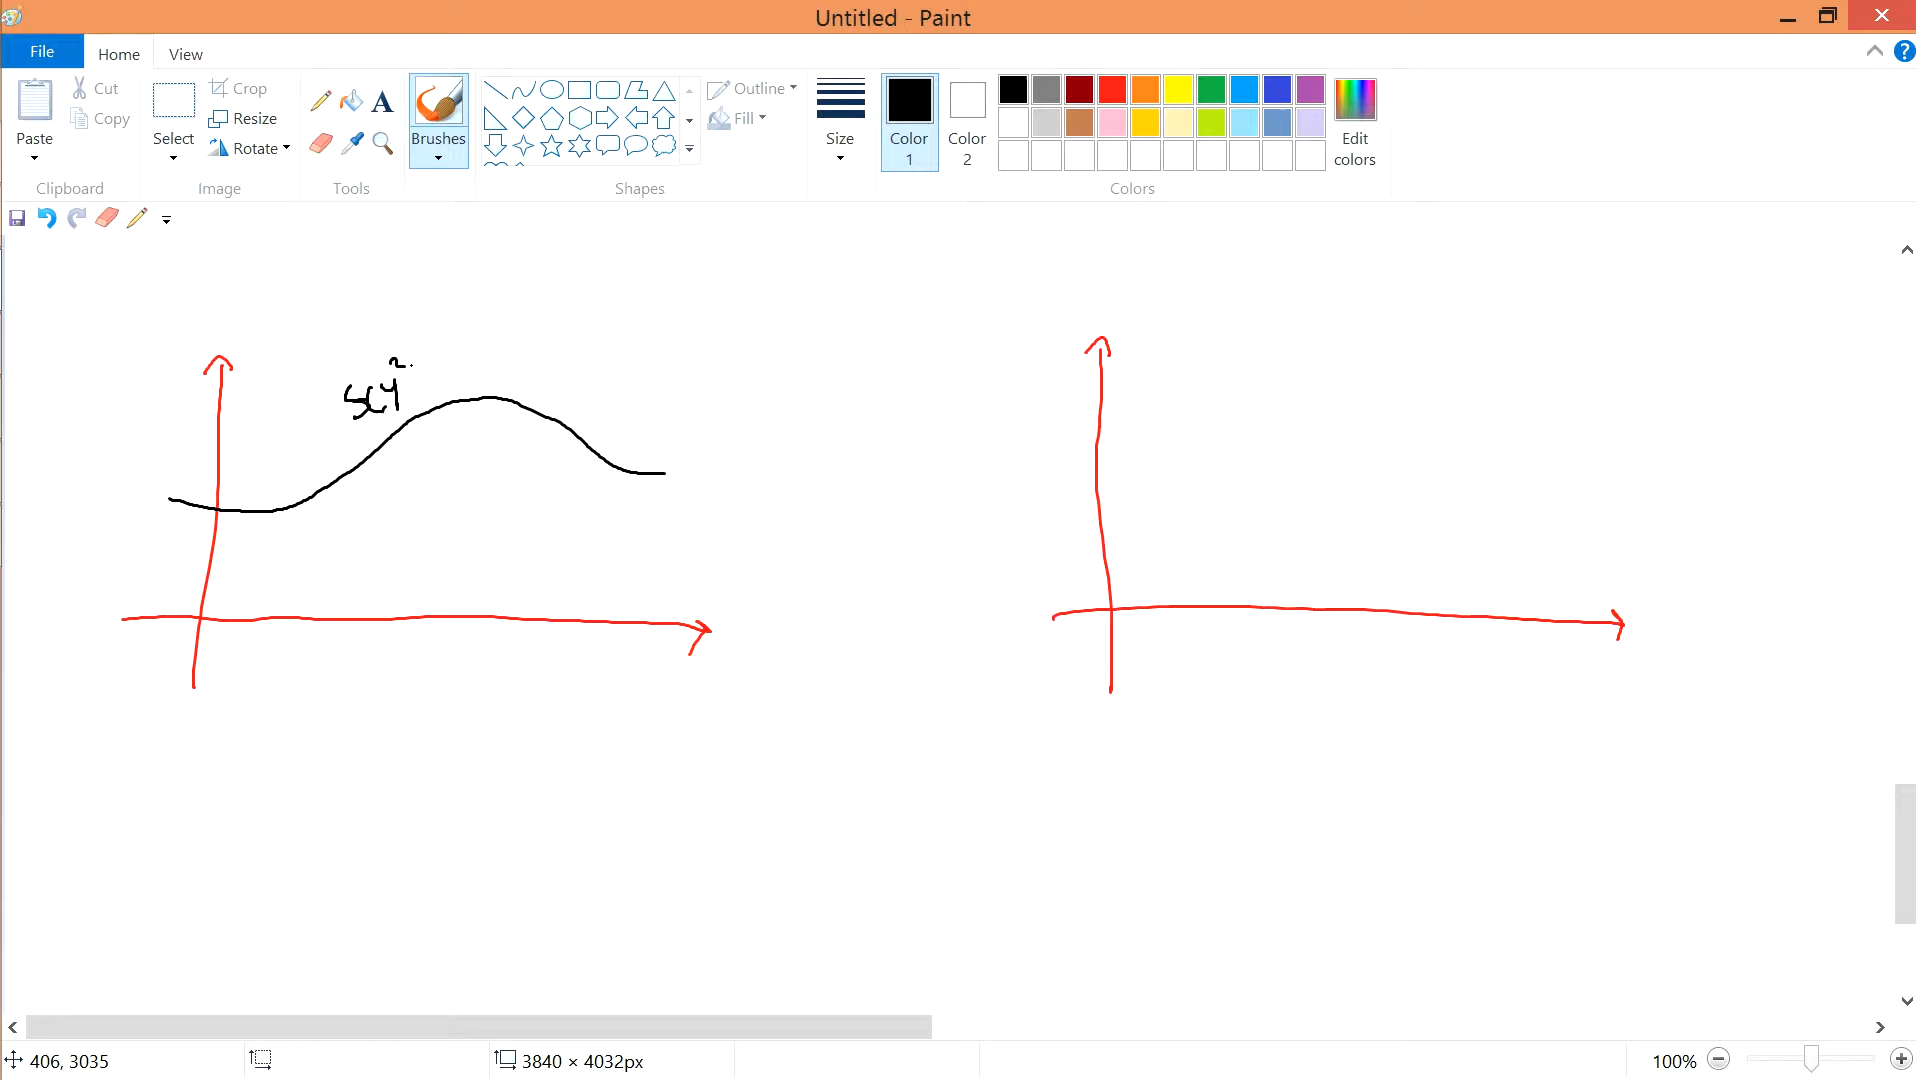 Untitled - Paint
File
Home
View
Paste
Cut
Copy
Clipboard
Select
Crop
Resize
Rotate
Image
A
Tools
Brushes
Shapes
Outline
Fill
Size
Color 1
Color 2
Edit colors
Colors
406, 3035
3840 × 4032px
100%